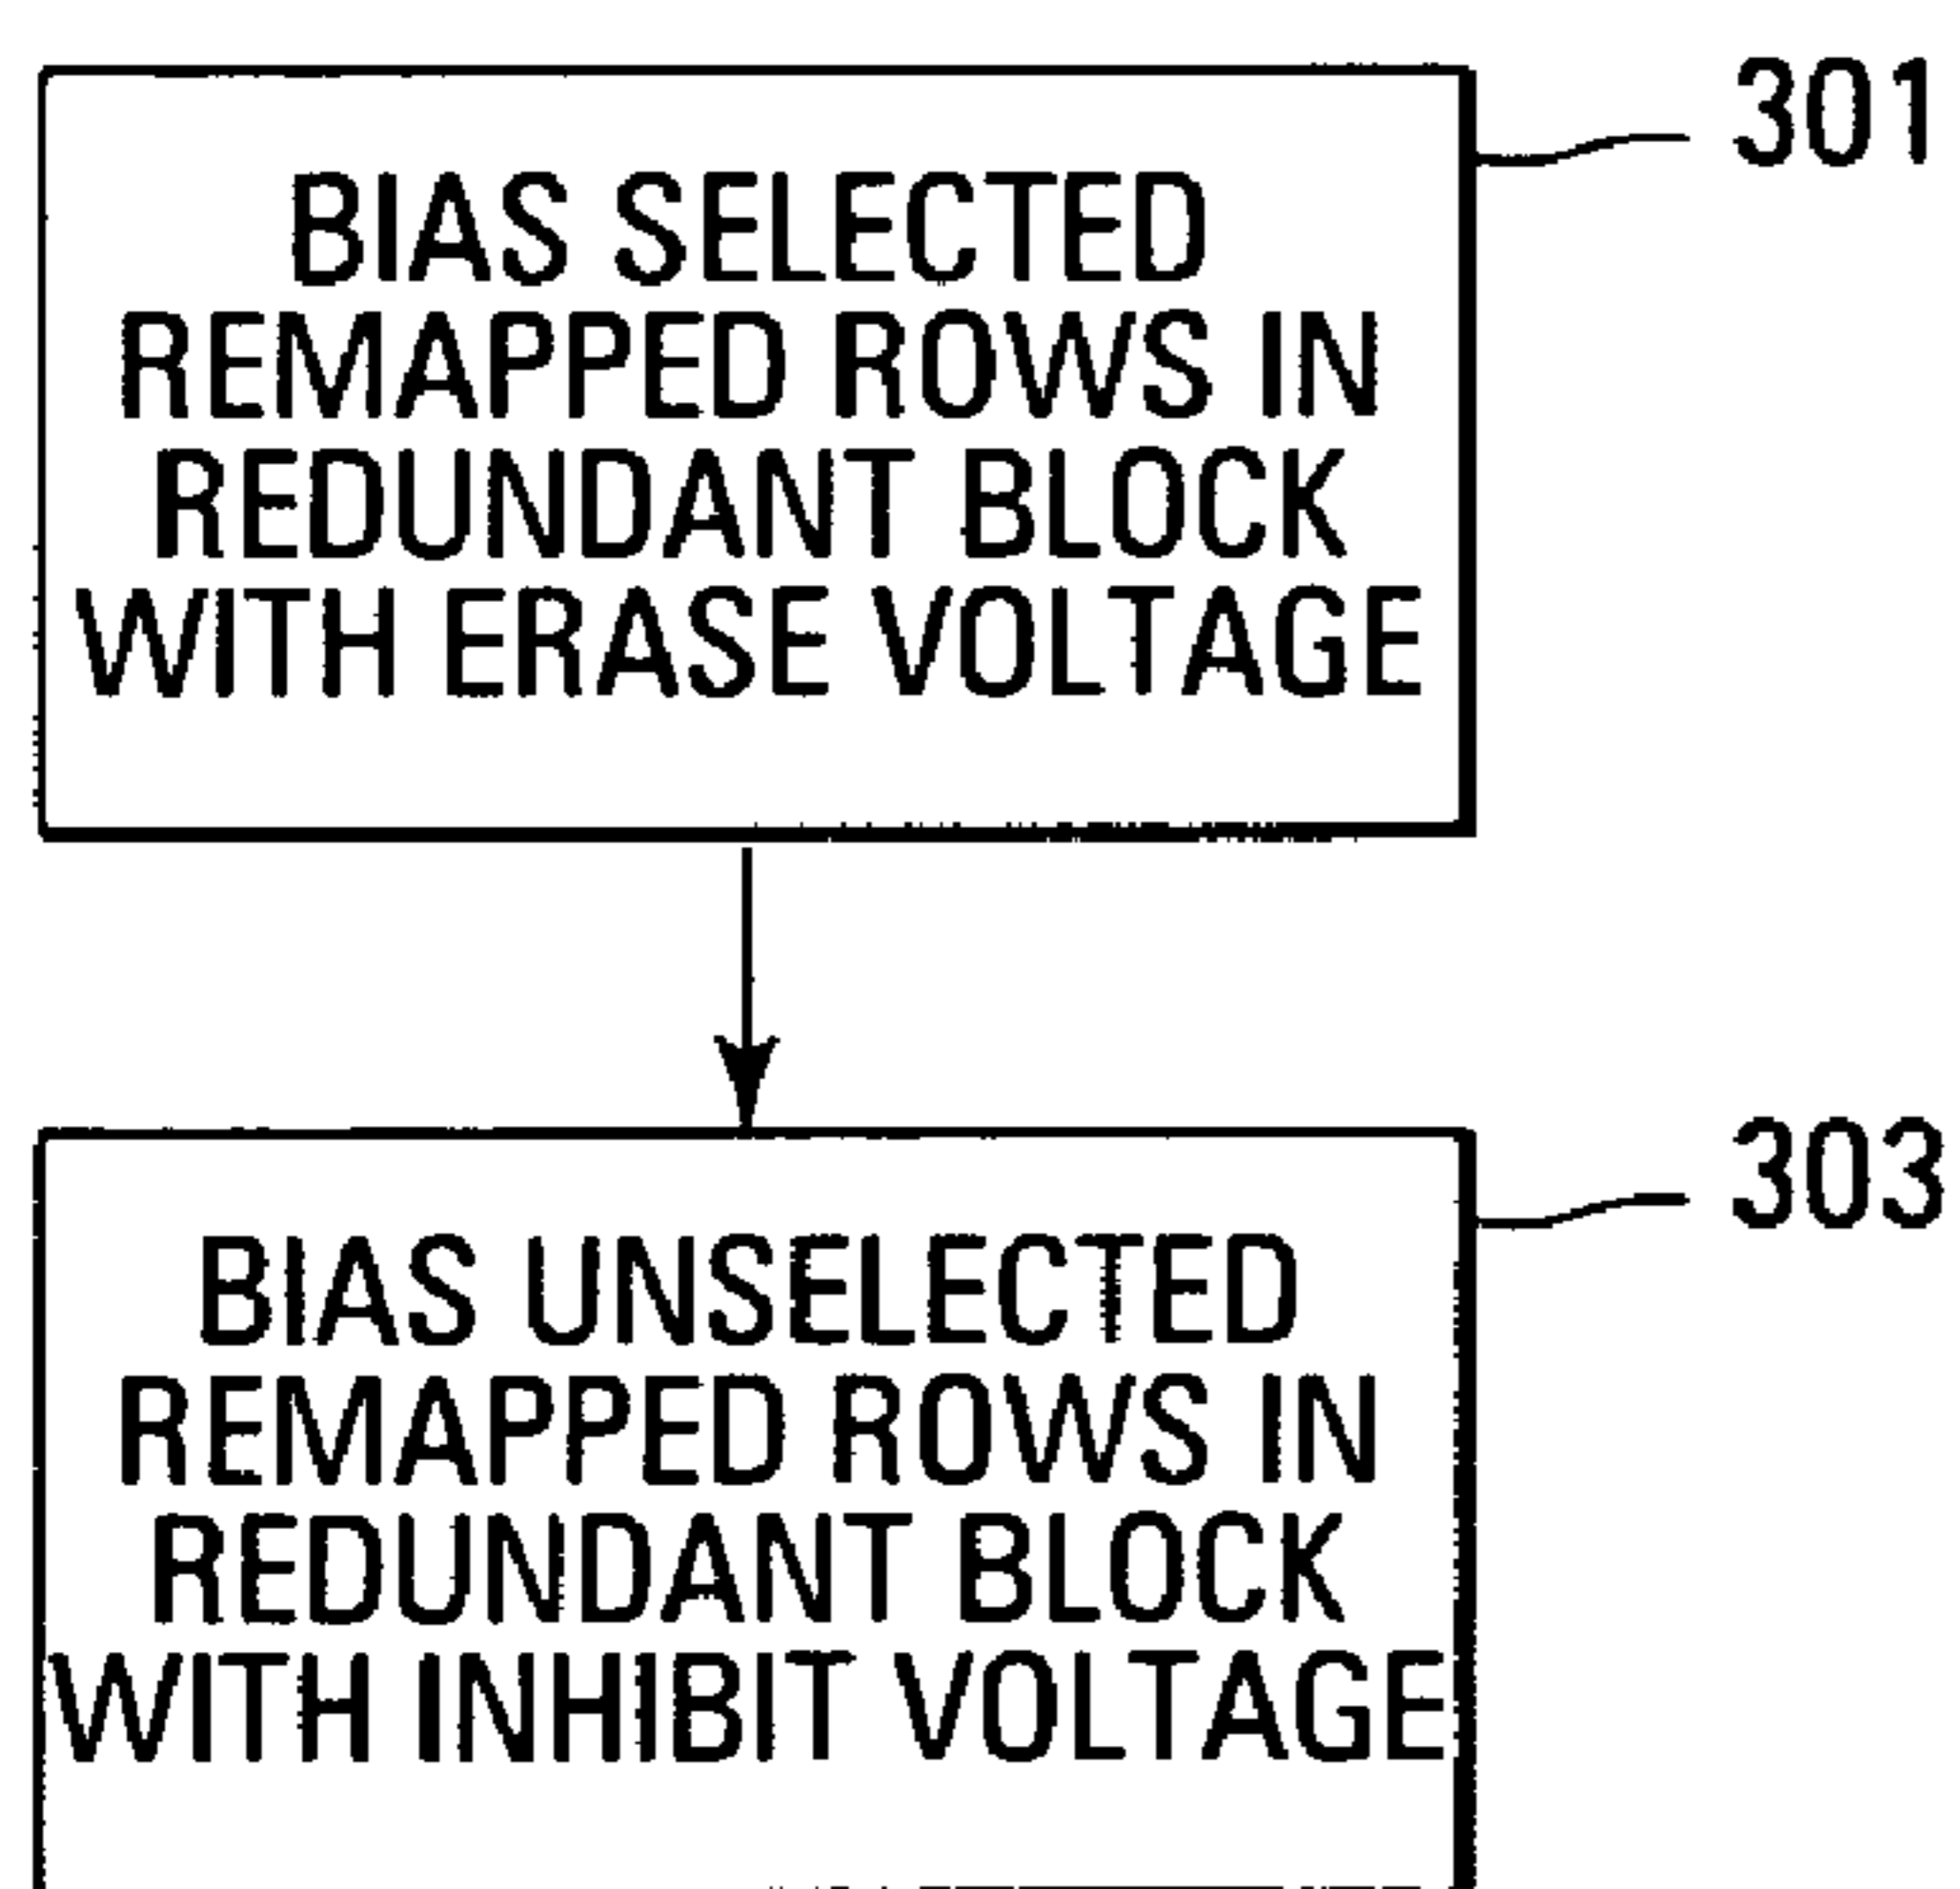 301
BIAS SELECTED
REMAPPED ROWS IN
REDUNDANT BLOCK
WITH ERASE VOLTAGE
303
BIAS UNSELECTED
REMAPPED ROWS IN
REDUNDANT BLOCK
WITH INHIBIT VOLTAGE